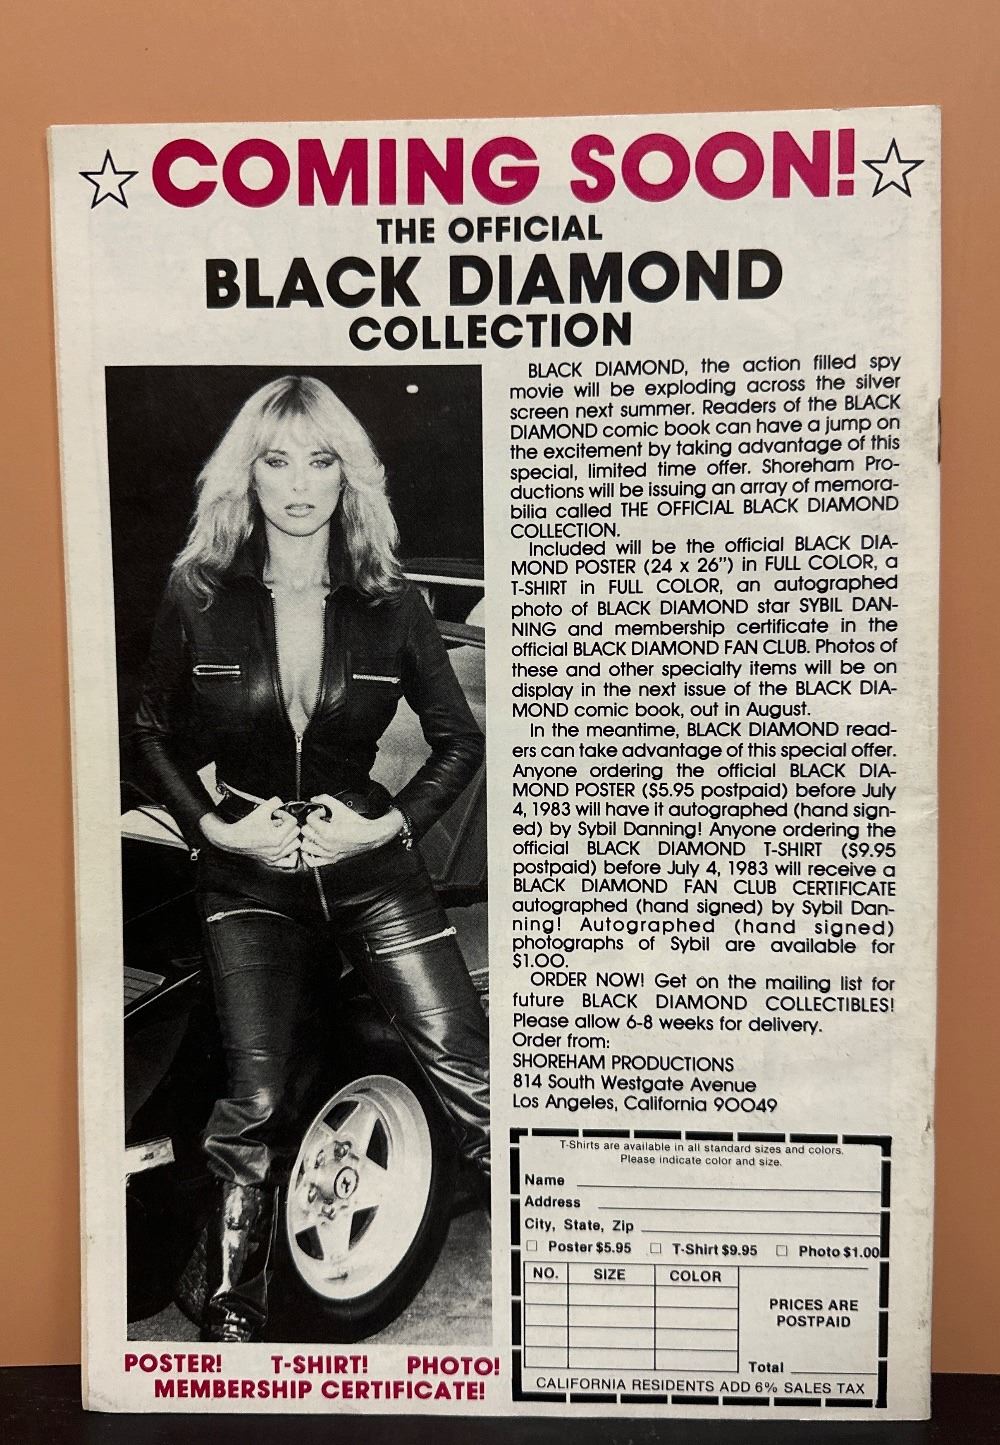 COMING SOON!
THE OFFICIAL
BLACK DIAMOND
COLLECTION
BLACK DIAMOND, the action filled spy
movie will be exploding across the silver
screen next summer. Readers of the BLACK
DIAMOND comic book can have a jump on
the excitement by taking advantage of this
special, limited time offer. Shoreham Pro-
ductions will be issuing an array of memora-
bilia called THE OFFICIAL BLACK DIAMOND
COLLECTION.
Included will be the official BLACK DIA-
MOND POSTER (24 x 26") in FULL COLOR, a
T-SHIRT in FULL COLOR, an autographed
photo of BLACK DIAMOND star SYBIL DAN-
NING and membership certificate in the
official BLACK DIAMOND FAN CLUB. Photos of
these and other specialty items will be on
display in the next issue of the BLACK DIA-
MOND comic book, out in August.
In the meantime, BLACK DIAMOND read-
ers can take advantage of this special offer.
Anyone ordering the official BLACK DIA-
MOND POSTER ($5.95 postpaid) before July
4, 1983 will have it autographed (hand sign-
ed) by Sybil Danning! Anyone ordering the
official BLACK DIAMOND T-SHIRT ($9.95
postpaid) before July 4, 1983 will receive a
BLACK DIAMOND FAN CLUB CERTIFICATE
autographed (hand signed) by Sybil Dan-
ning! Autographed (hand signed)
photographs of Sybil are available for
$1.00.
ORDER NOW! Get on the mailing list for
future BLACK DIAMOND COLLECTIBLES!
Please allow 6-8 weeks for delivery.
Order from:
SHOREHAM PRODUCTIONS
814 South Westgate Avenue
Los Angeles, California 90049
POSTER! T-SHIRT! PHOTO!
MEMBERSHIP CERTIFICATE!
T-Shirts are available in all standard sizes and colors.
Please indicate color and size.
Name
Address
City, State, Zip
Poster $5.95 T-Shirt $9.95 Photo $1.00
NO. SIZE COLOR
PRICES ARE
POSTPAID
Total
CALIFORNIA RESIDENTS ADD 6% SALES TAX